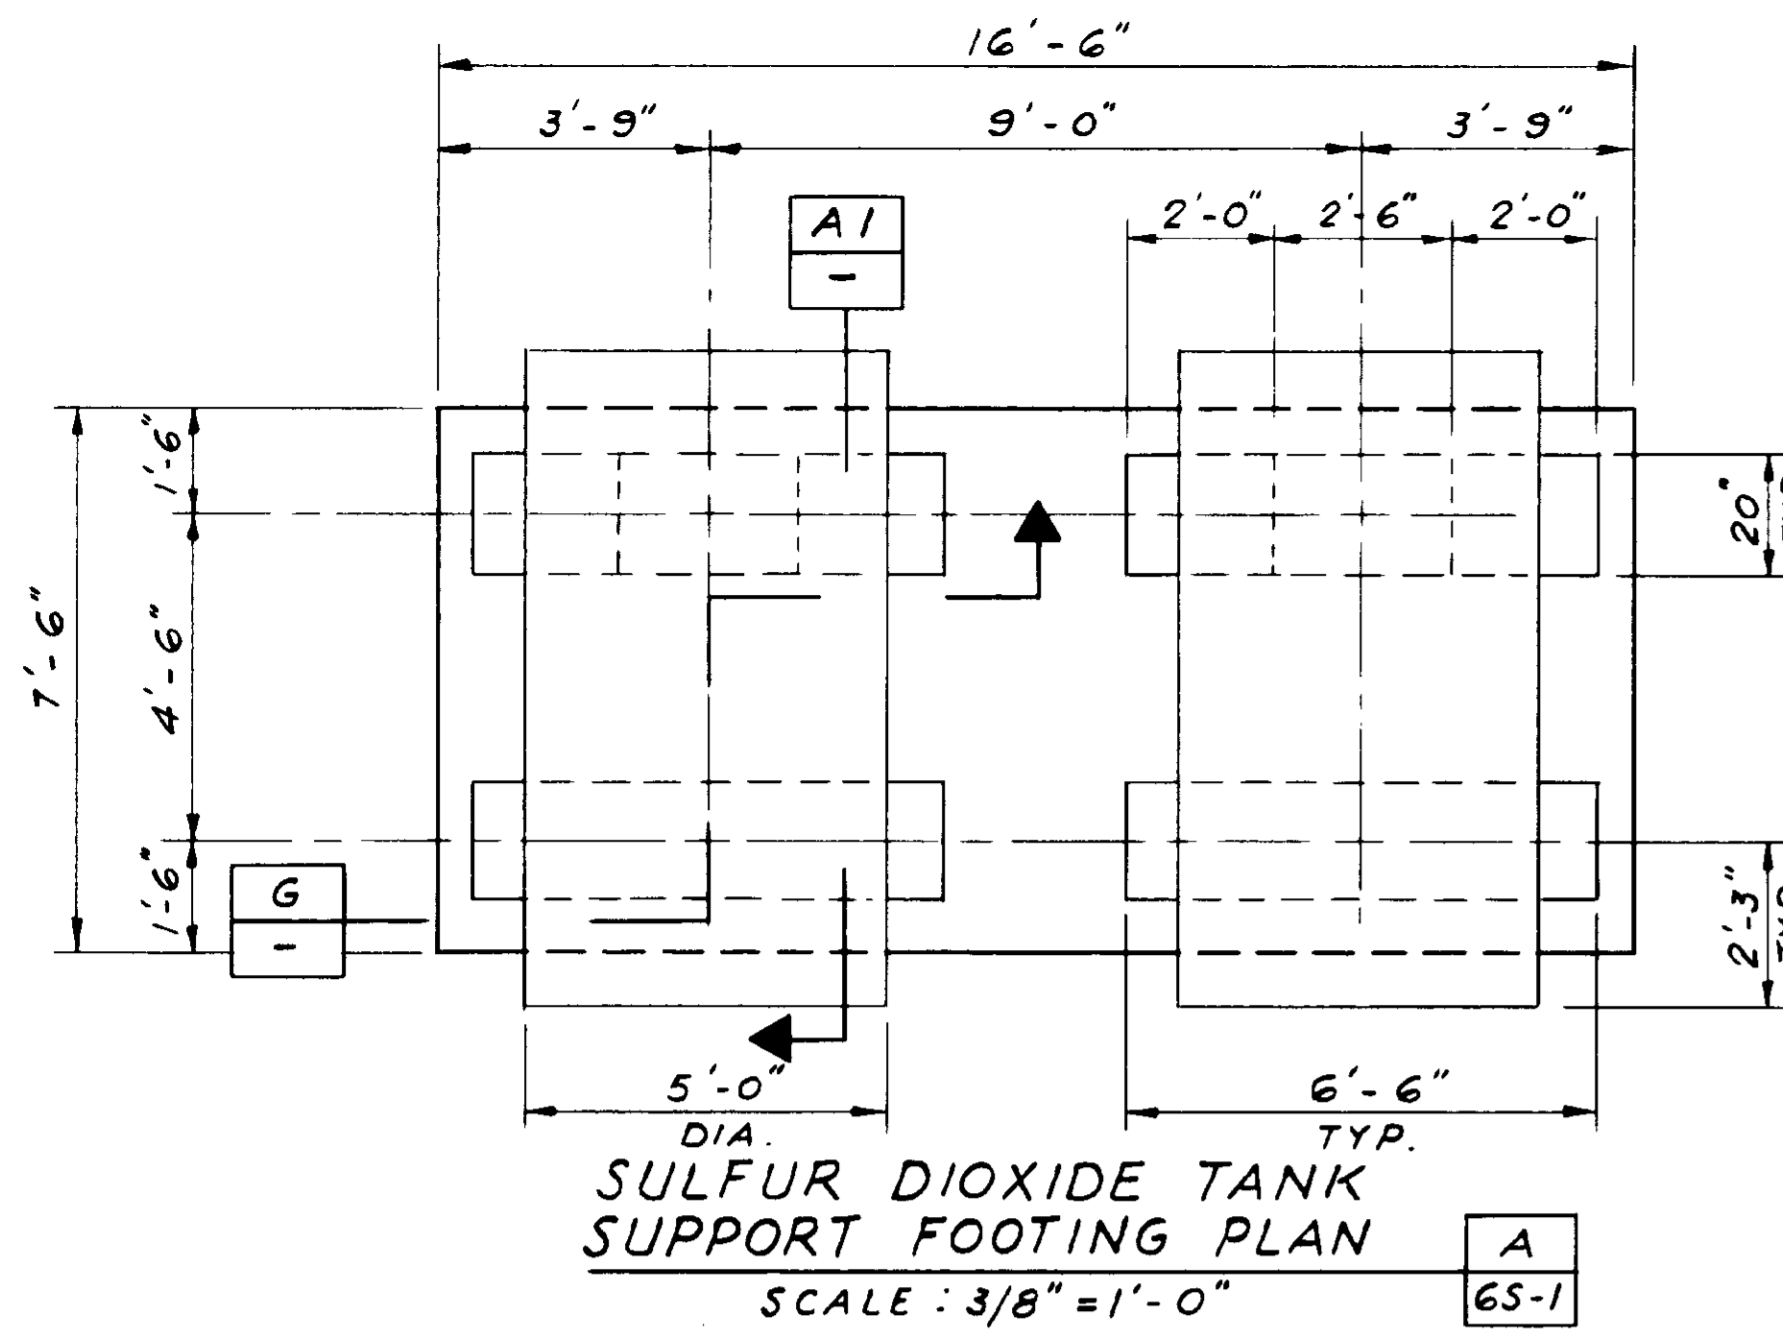 16'-6"
3'-9" 9'-0" 3'-9"
2'-0" 2'-6" 2'-0"
A1
-
1'-6"
20"
7'-6"
4'-6"
1'-6"
G
-
2'-3"
5'-0"
DIA.
6'-6"
TYP.
SULFUR DIOXIDE TANK
SUPPORT FOOTING PLAN
SCALE : 3/8" = 1'-0"
A
6S-1